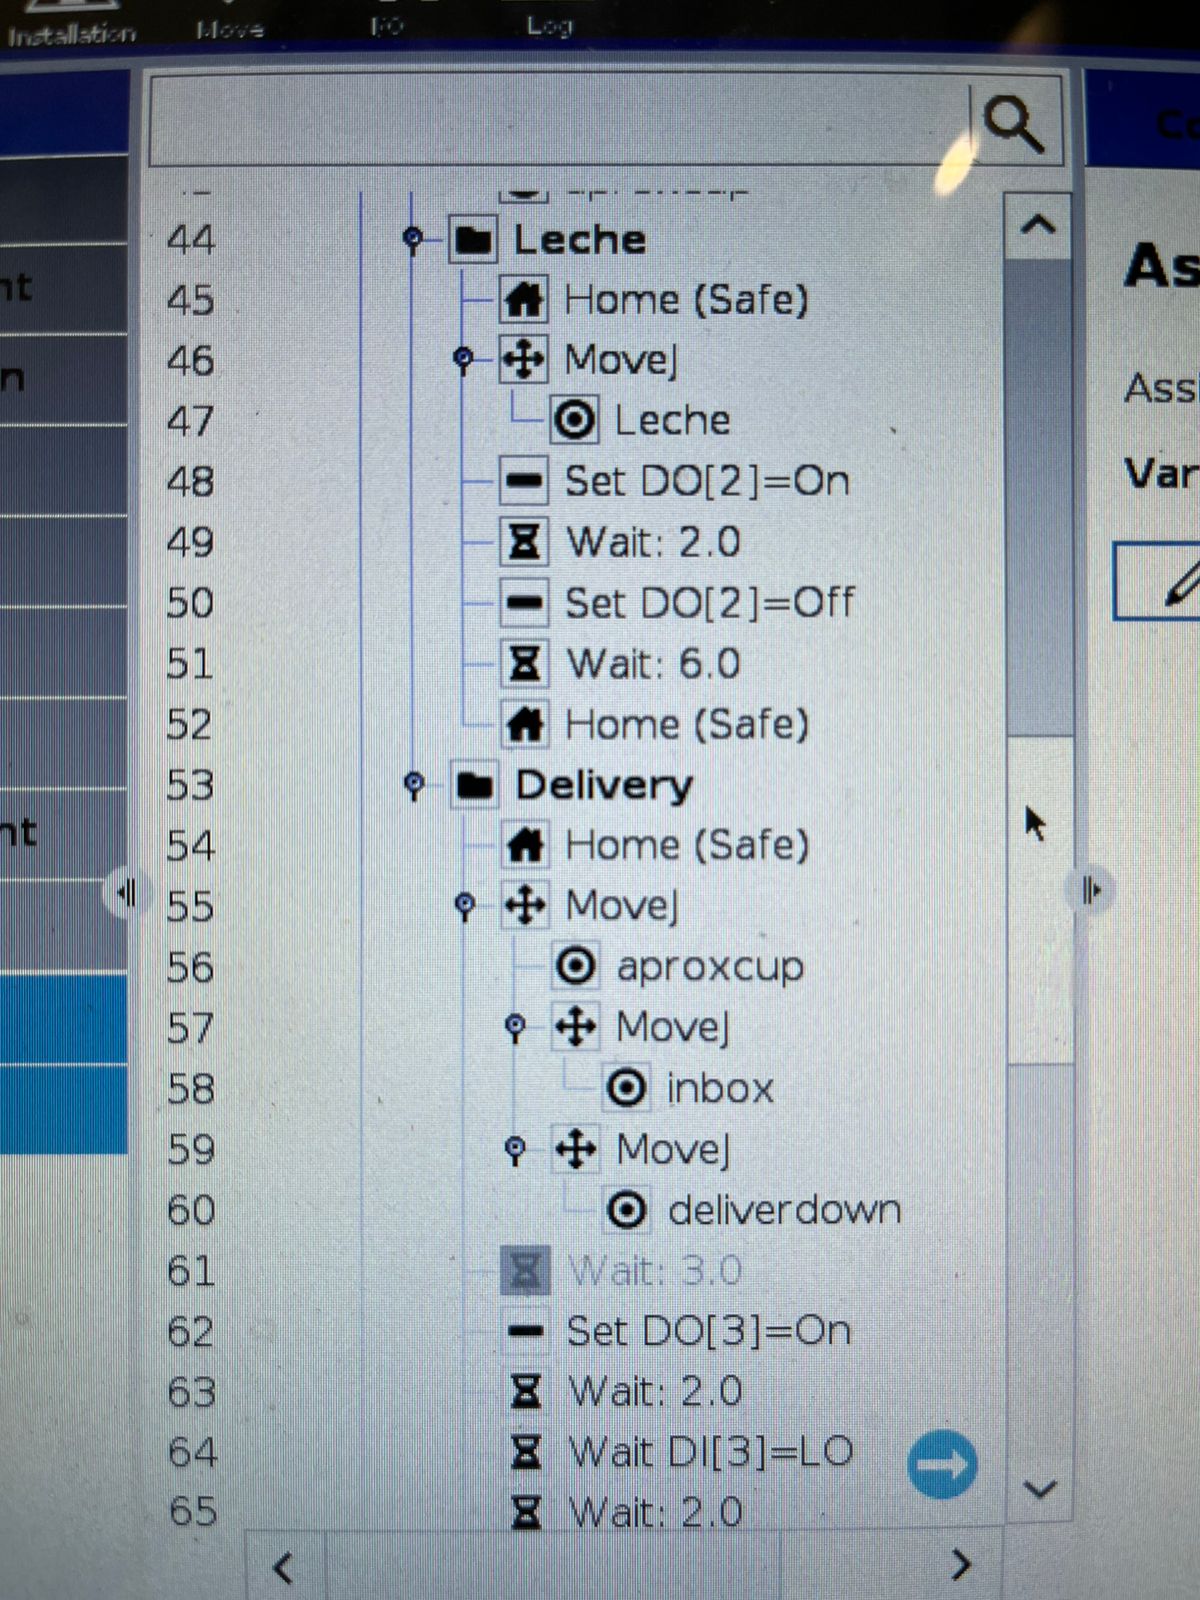 Installation Move I/O Log
44 Leche
45 Home (Safe)
46 MoveJ
47 Leche
48 Set DO[2]=On
49 Wait: 2.0
50 Set DO[2]=Off
51 Wait: 6.0
52 Home (Safe)
53 Delivery
54 Home (Safe)
55 MoveJ
56 aproxcup
57 MoveJ
58 inbox
59 MoveJ
60 deliverdown
61 Wait: 3.0
62 Set DO[3]=On
63 Wait: 2.0
64 Wait DI[3]=LO
65 Wait: 2.0
nt
n
nt
Co
As
Assi
Var